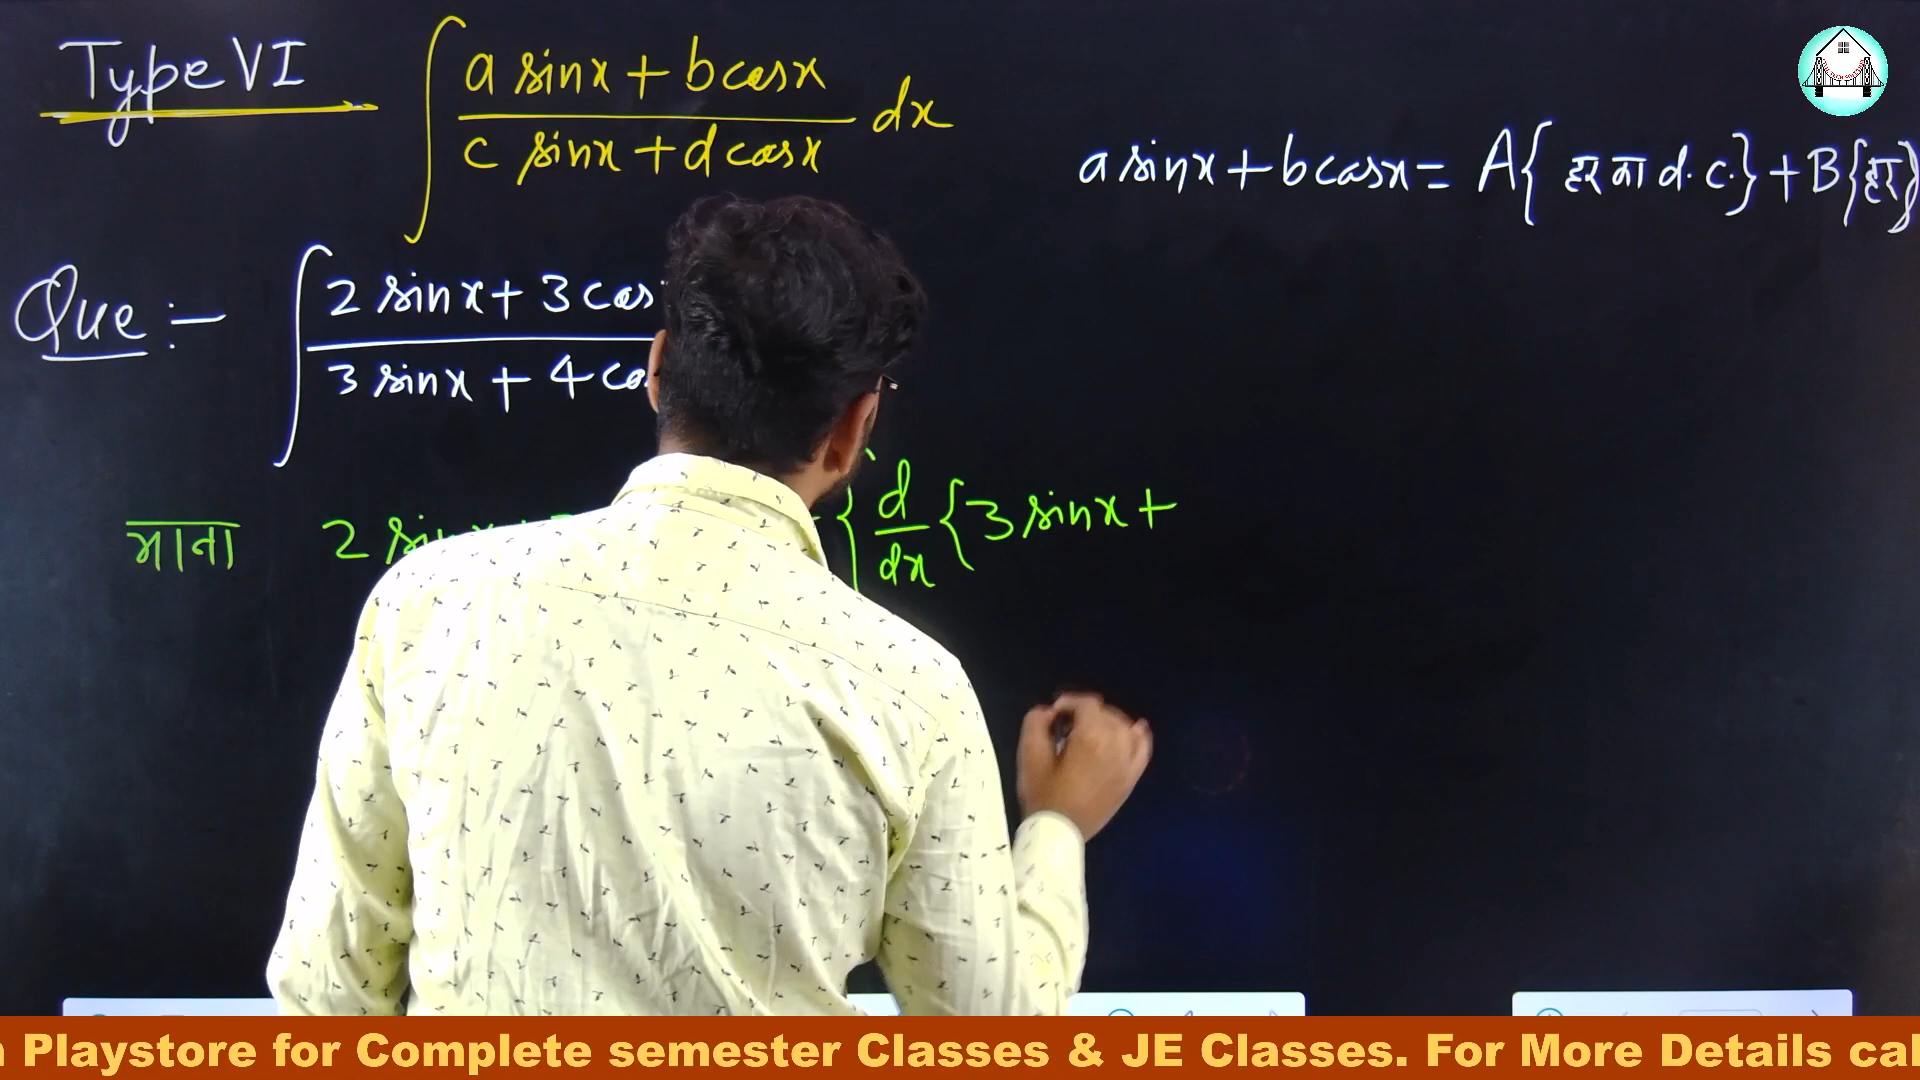 Type VI ∫ a sinx + b cosx / c sinx + d cosx dx
a sinx + b cosx = A{ हर का d.c.} + B{हर}
Que :- ∫ 2 sinx + 3 cos / 3 sinx + 4 co
माना 2 sin { d/dx {3 sinx +
Playstore for Complete semester Classes & JE Classes. For More Details cal